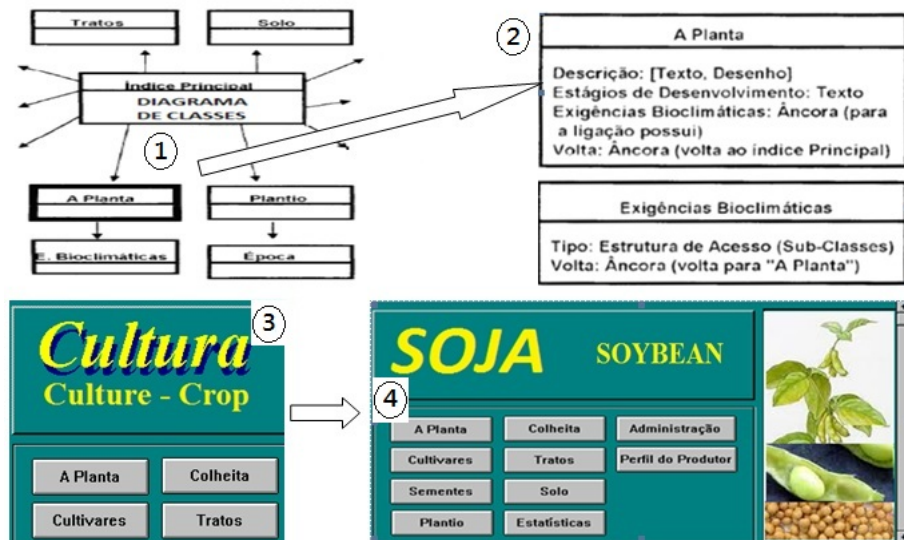 Tratos
Solo
Índice Principal
DIAGRAMA
DE CLASSES
1
A Planta
Plantio
E. Bioclimáticas
Época
2
A Planta
Descrição: [Texto, Desenho]
Estágios de Desenvolvimento: Texto
Exigências Bioclimáticas: Âncora (para
a ligação possui)
Volta: Âncora (volta ao índice Principal)
Exigências Bioclimáticas
Tipo: Estrutura de Acesso (Sub-Classes)
Volta: Âncora (volta para "A Planta")
3
Cultura
Culture - Crop
A Planta
Colheita
Cultivares
Tratos
4
SOJA
SOYBEAN
A Planta
Colheita
Administração
Cultivares
Tratos
Perfil do Produtor
Sementes
Solo
Plantio
Estatísticas